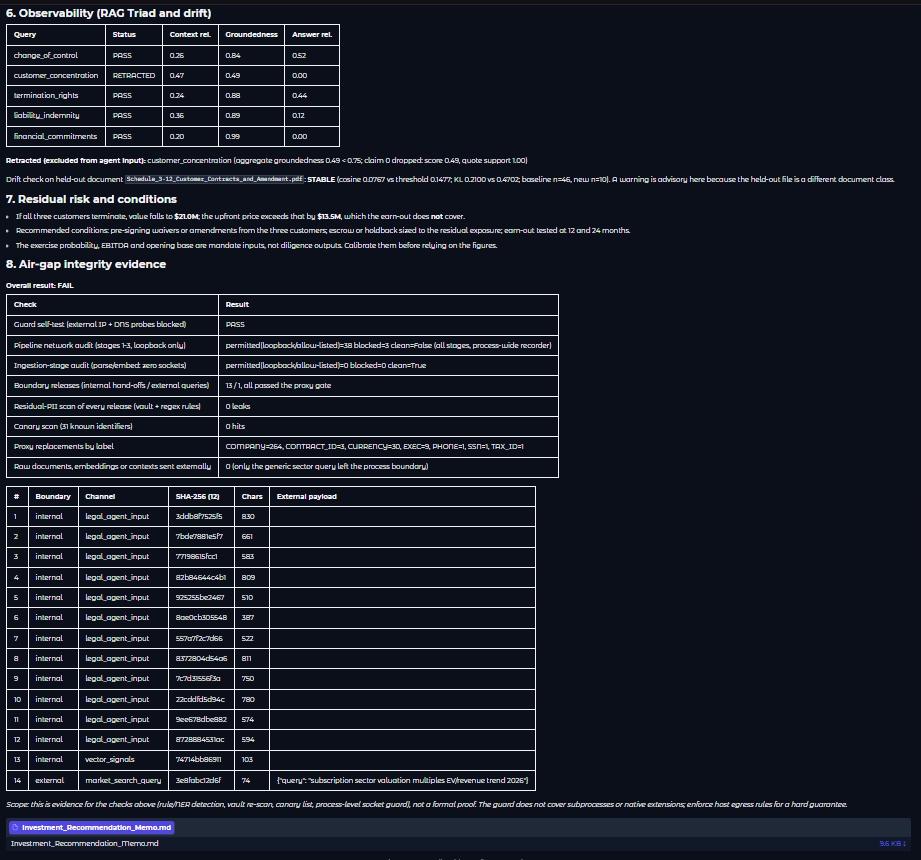 6. Observability (RAG Triad and drift)
Query Status Context rel. Groundedness Answer rel.
change_of_control PASS 0.26 0.84 0.52
customer_concentration RETRACTED 0.47 0.49 0.00
termination_rights PASS 0.24 0.88 0.44
liability_indemnity PASS 0.36 0.89 0.12
financial_commitments PASS 0.20 0.99 0.00
Retracted (excluded from agent input): customer_concentration (aggregate groundedness 0.49 < 0.75; claim 0 dropped: score 0.49, quote support 1.00)
Drift check on held-out document Schedule_3-12_Customer_Contracts_and_Amendment.pdf: STABLE (cosine 0.0767 vs threshold 0.1477; KL 0.2100 vs 0.4702; baseline n=46, new n=10). A warning is advisory here because the held-out file is a different document class.
7. Residual risk and conditions
• If all three customers terminate, value falls to $21.0M; the upfront price exceeds that by $13.5M, which the earn-out does not cover.
• Recommended conditions: pre-signing waivers or amendments from the three customers; escrow or holdback sized to the residual exposure; earn-out tested at 12 and 24 months.
• The exercise probability, EBITDA and opening base are mandate inputs, not diligence outputs. Calibrate them before relying on the figures.
8. Air-gap integrity evidence
Overall result: FAIL
Check Result
Guard self-test (external IP + DNS probes blocked) PASS
Pipeline network audit (stages 1-3, loopback only) permitted(loopback/allow-listed)=38 blocked=3 clean=False (all stages, process-wide recorder)
Ingestion-stage audit (parse/embed: zero sockets) permitted(loopback/allow-listed)=0 blocked=0 clean=True
Boundary releases (internal hand-offs / external queries) 13 / 1, all passed the proxy gate
Residual-PII scan of every release (vault + regex rules) 0 leaks
Canary scan (31 known identifiers) 0 hits
Proxy replacements by label COMPANY=264, CONTRACT_ID=3, CURRENCY=30, EXEC=9, PHONE=1, SSN=1, TAX_ID=1
Raw documents, embeddings or contexts sent externally 0 (only the generic sector query left the process boundary)
# Boundary Channel SHA-256 (12) Chars External payload
1 internal legal_agent_input 3ddb8f7525f5 830
2 internal legal_agent_input 7bde7881e5f7 661
3 internal legal_agent_input 77198615fcc1 583
4 internal legal_agent_input 82b84644c4b1 809
5 internal legal_agent_input 925255be2467 510
6 internal legal_agent_input 8ae0cb305548 387
7 internal legal_agent_input 557a7f2c7d66 522
8 internal legal_agent_input 8372804d54a6 811
9 internal legal_agent_input 7c7d31556f3a 750
10 internal legal_agent_input 22cddfd5d94c 780
11 internal legal_agent_input 9ee678dbe882 574
12 internal legal_agent_input 8728884531ac 594
13 internal vector_signals 74714bb86911 103
14 external market_search_query 3e8fabc12d6f 74 {"query": "subscription sector valuation multiples EV/revenue trend 2026"}
Scope: this is evidence for the checks above (rule/NER detection, vault re-scan, canary list, process-level socket guard), not a formal proof. The guard does not cover subprocesses or native extensions; enforce host egress rules for a hard guarantee.
Investment_Recommendation_Memo.md
Investment_Recommendation_Memo.md 9.6 KB ↓